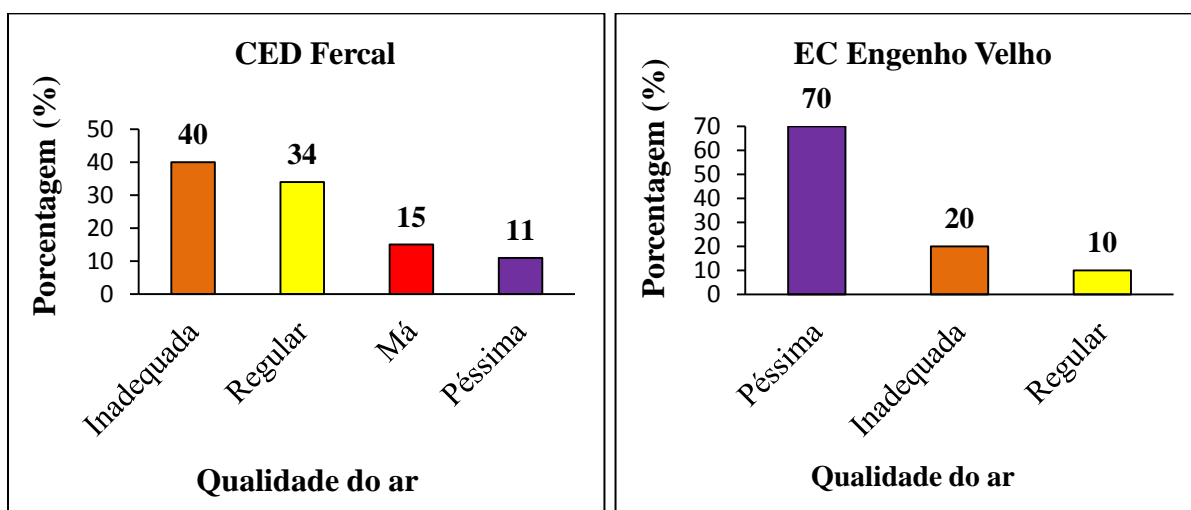 CED Fercal
Porcentagem (%)
50
40
30
20
10
0
40
34
15
11
Inadequada
Regular
Má
Péssima
Qualidade do ar
EC Engenho Velho
Porcentagem (%)
70
60
50
40
30
20
10
0
70
20
10
Péssima
Inadequada
Regular
Qualidade do ar